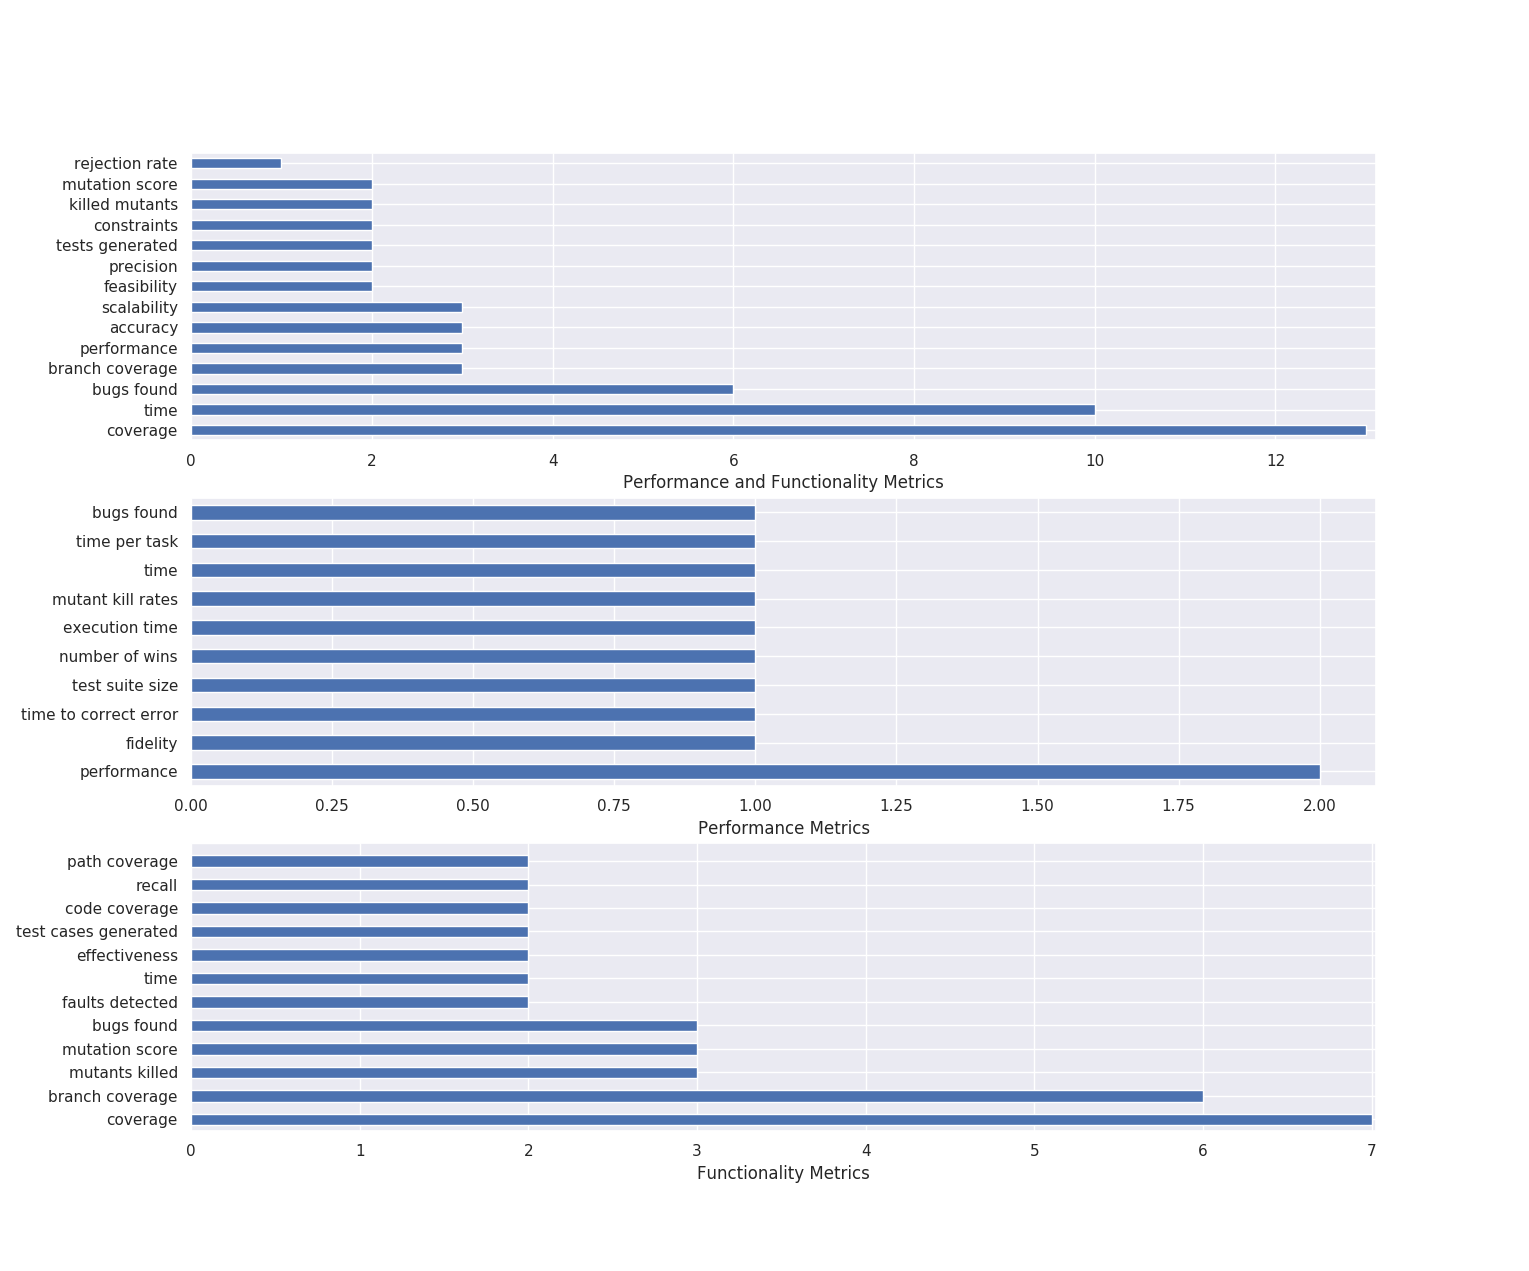 rejection rate
mutation score
killed mutants
constraints
tests generated
precision
feasibility
scalability
accuracy
performance
branch coverage
bugs found
time
coverage
0 2 4 6 8 10 12
Performance and Functionality Metrics
bugs found
time per task
time
mutant kill rates
execution time
number of wins
test suite size
time to correct error
fidelity
performance
0.00 0.25 0.50 0.75 1.00 1.25 1.50 1.75 2.00
Performance Metrics
path coverage
recall
code coverage
test cases generated
effectiveness
time
faults detected
bugs found
mutation score
mutants killed
branch coverage
coverage
0 1 2 3 4 5 6 7
Functionality Metrics